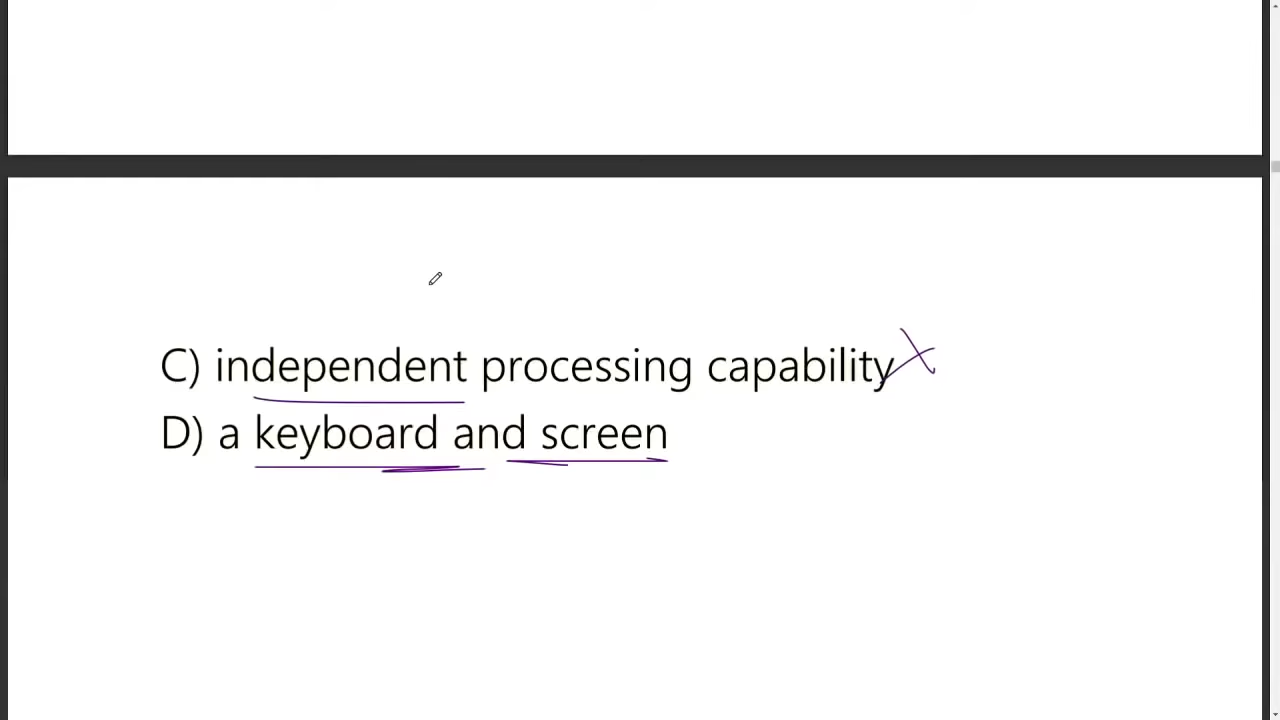 C) independent processing capability
D) a keyboard and screen